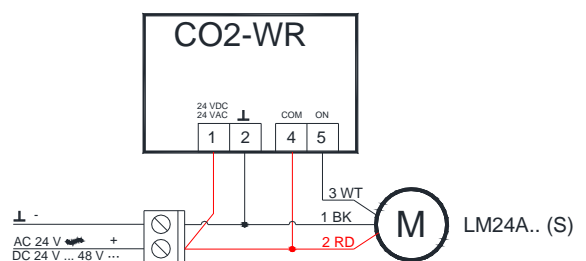 CO2-WR
24 VDC
24 VAC ⊥ COM ON
1 2 4 5
3 WT
⊥ - 1 BK M LM24A.. (S)
AC 24 V + 2 RD
DC 24 V ... 48 V ⎓